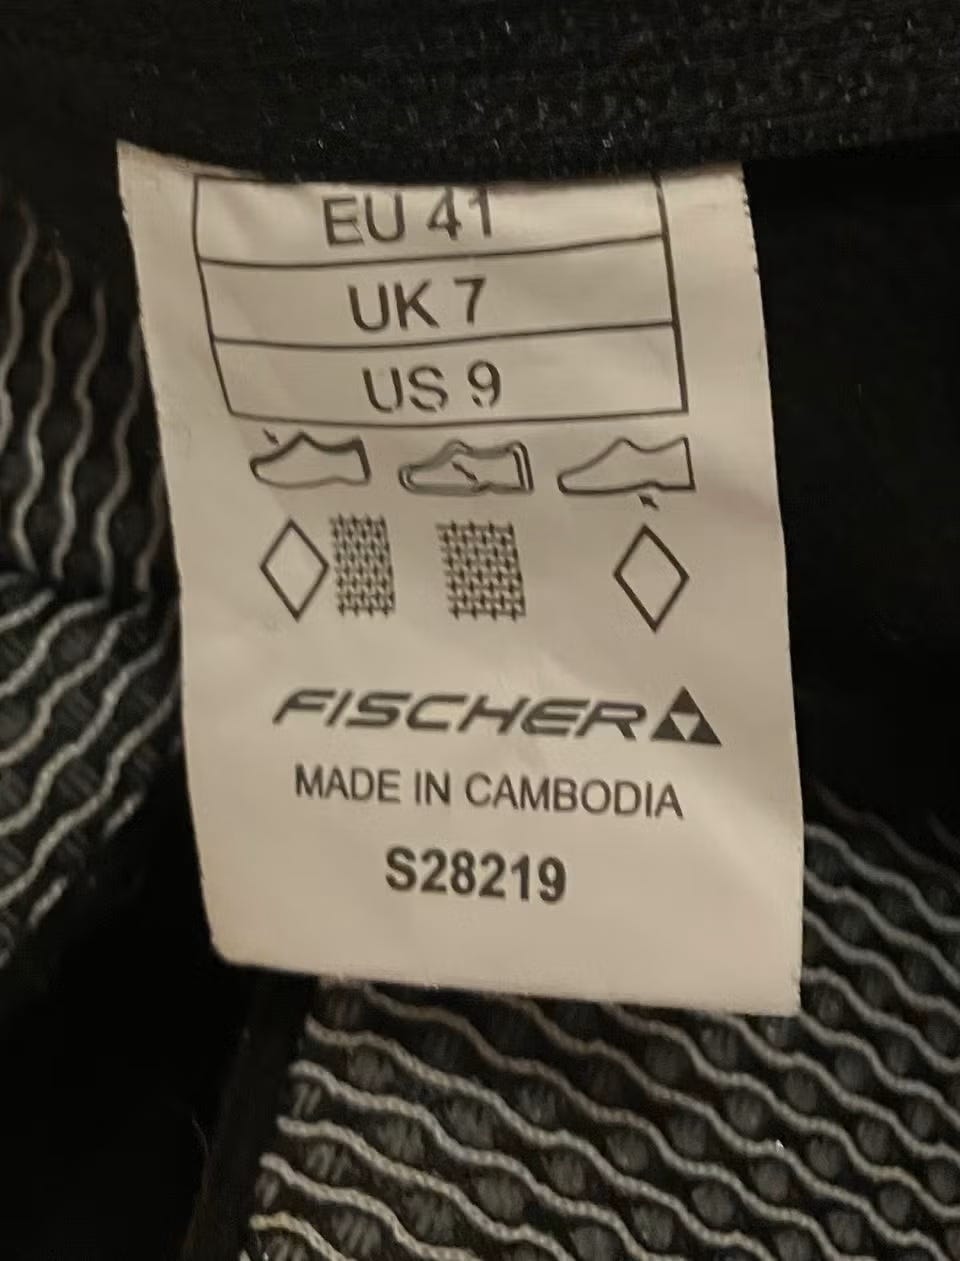 EU 41
UK 7
US 9
FISCHER
MADE IN CAMBODIA
S28219